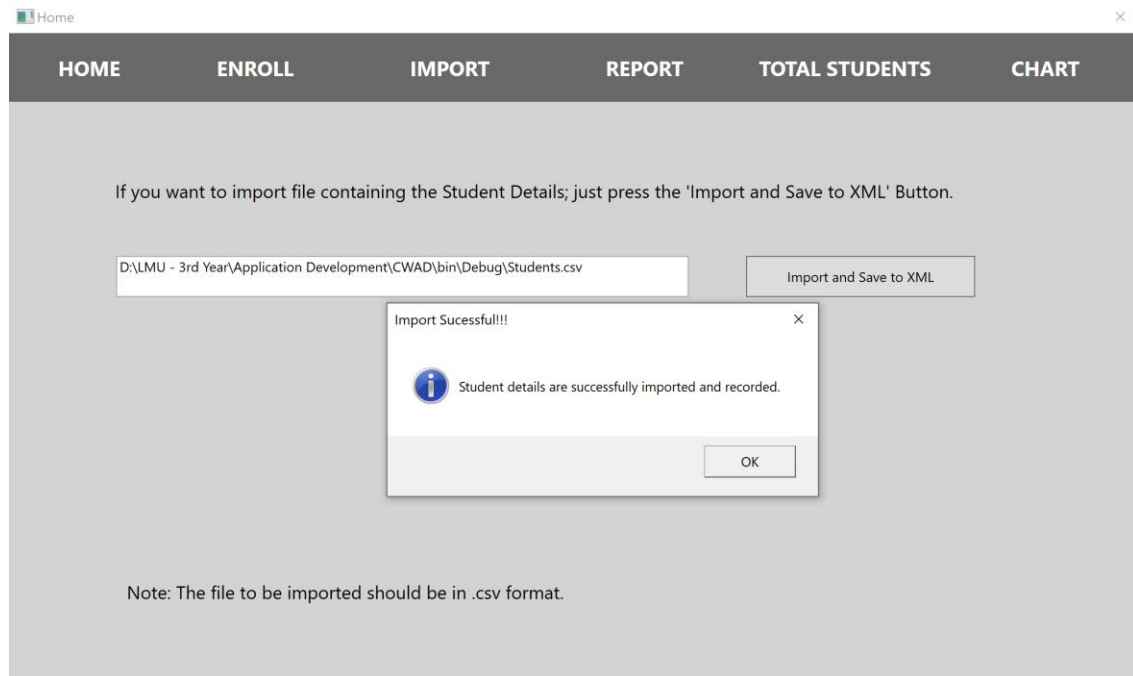 Home
HOME ENROLL IMPORT REPORT TOTAL STUDENTS CHART
If you want to import file containing the Student Details; just press the 'Import and Save to XML' Button.
D:\LMU - 3rd Year\Application Development\CWAD\bin\Debug\Students.csv
Import and Save to XML
Import Sucessful!!!
Student details are successfully imported and recorded.
OK
Note: The file to be imported should be in .csv format.